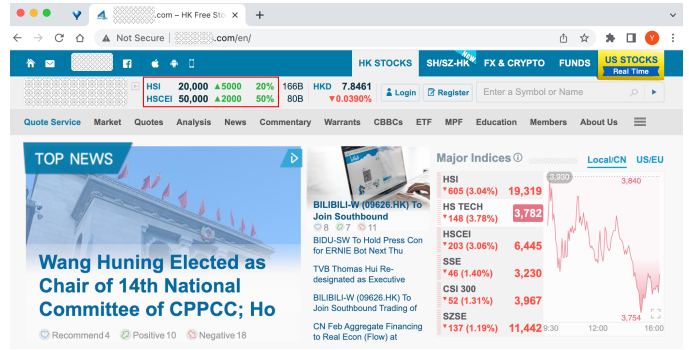 .com – HK Free Sto
Not Secure
.com/en/
HK STOCKS
SH/SZ-HK
NOW
FX & CRYPTO
FUNDS
US STOCKS
Real Time
HSI 20,000 ▲5000 20% 166B
HSCEI 50,000 ▲2000 50% 80B
HKD 7.8461
▼0.0390%
Login
Register
Enter a Symbol or Name
Quote Service Market Quotes Analysis News Commentary Warrants CBBCs ETF MPF Education Members About Us
TOP NEWS
Wang Huning Elected as
Chair of 14th National
Committee of CPPCC; Ho
Recommend 4 Positive 10 Negative 18
BILIBILI-W (09626.HK) To
Join Southbound
8 7 11
BIDU-SW To Hold Press Con
for ERNIE Bot Next Thu
TVB Thomas Hui Re-
designated as Executive
BILIBILI-W (09626.HK) To
Join Southbound Trading of
CN Feb Aggregate Financing
to Real Econ (Flow) at
Major Indices
Local/CN US/EU
HSI
▼605 (3.04%) 19,319
HS TECH
▼148 (3.78%) 3,782
HSCEI
▼203 (3.06%) 6,445
SSE
▼46 (1.40%) 3,230
CSI 300
▼52 (1.31%) 3,967
SZSE
▼137 (1.19%) 11,442
3,930
3,840
3,754
9:30 12:00 16:00